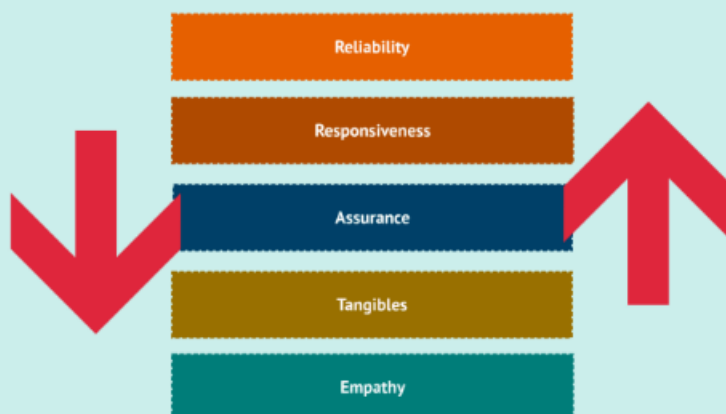 Reliability
Responsiveness
Assurance
Tangibles
Empathy